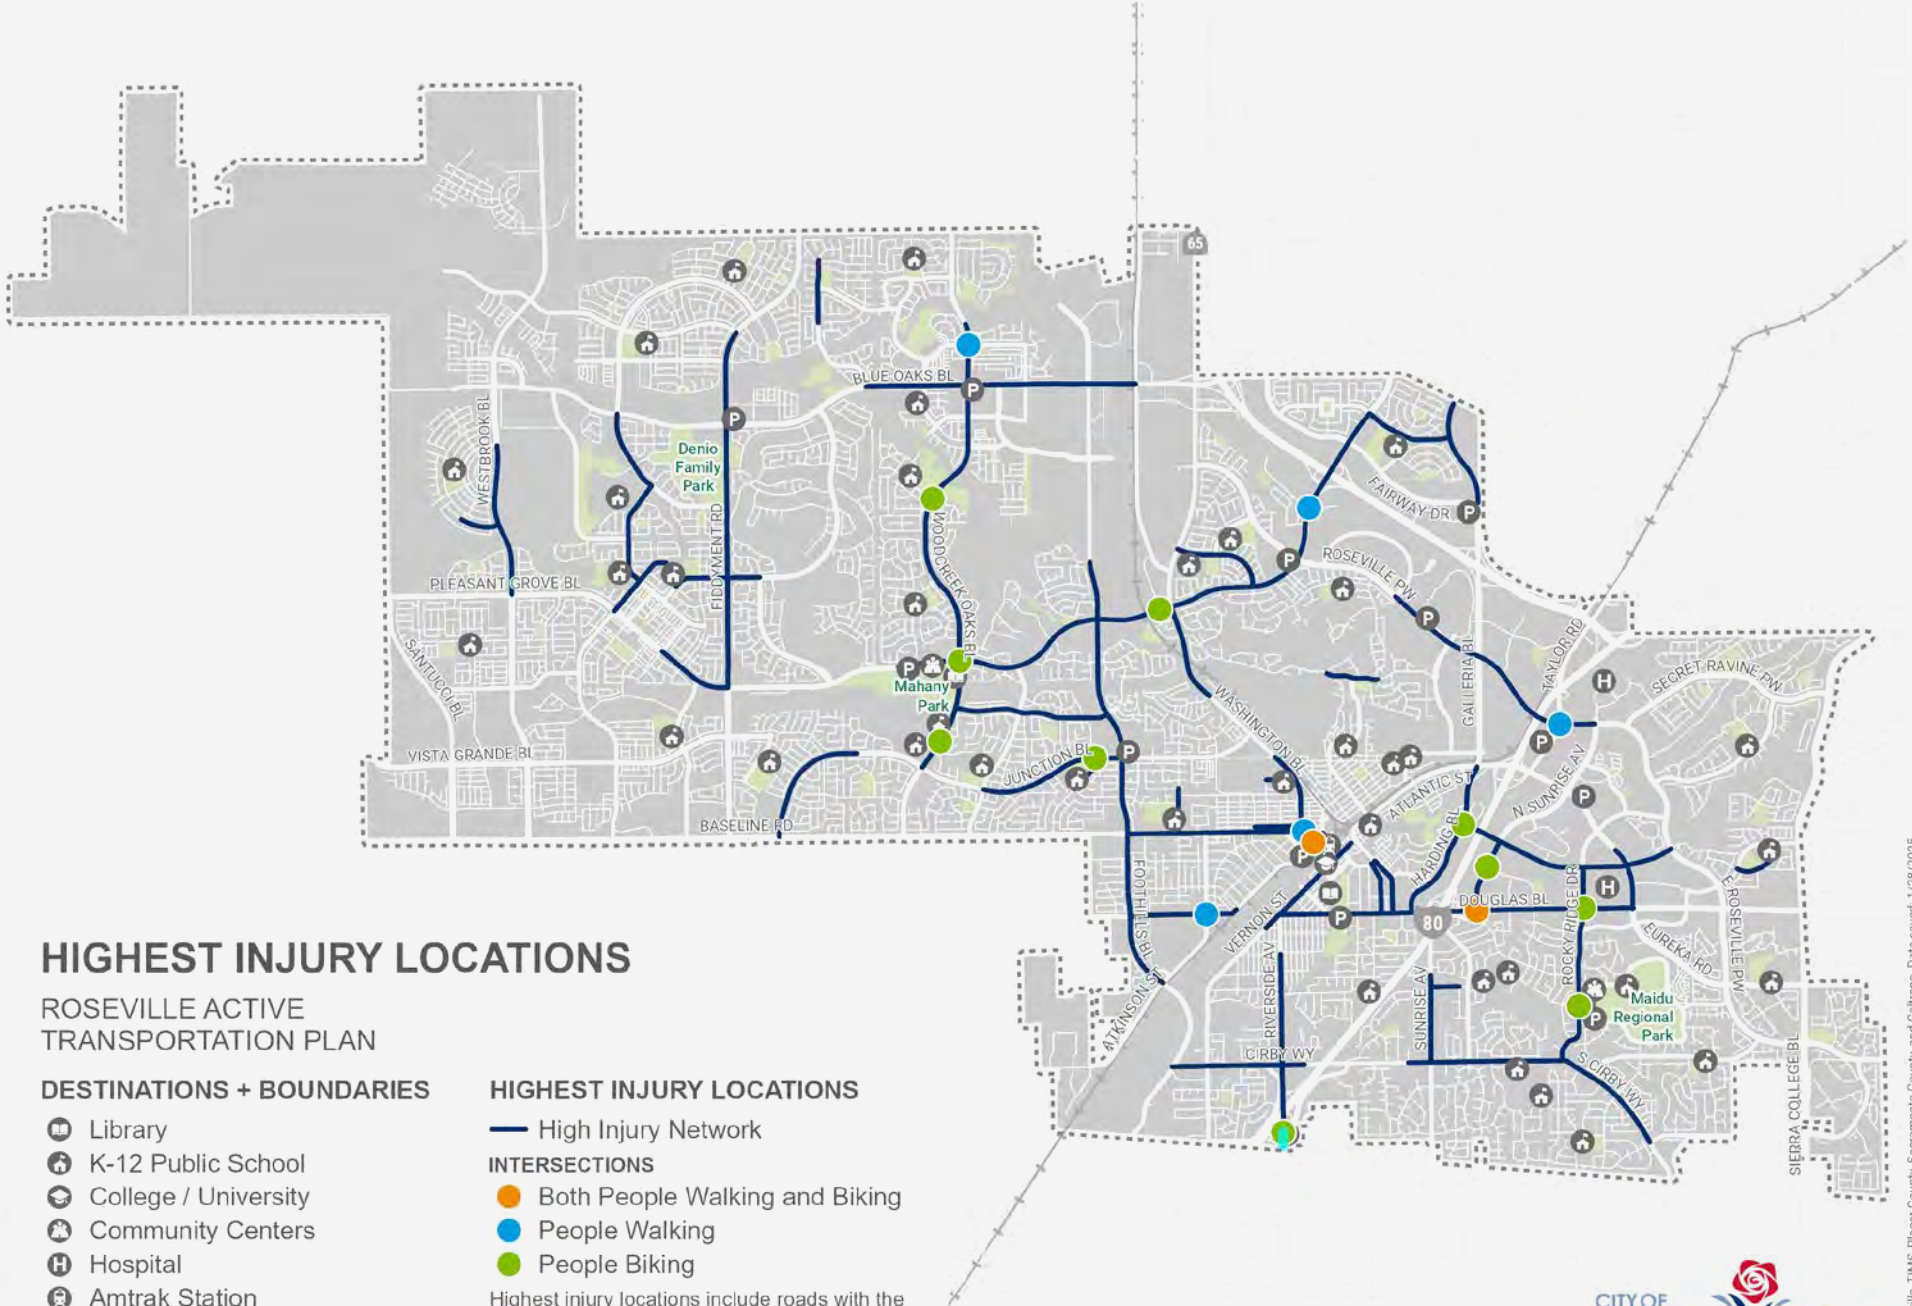 65
BLUE OAKS BL
P
WESTBROOK BL
Denio
Family
Park
P
FIDDYMENT RD
WOODCREEK OAKS BL
FAIRWAY DR
P
P
ROSEVILLE PW
P
PLEASANT GROVE BL
SANTUCCI BL
P
Mahany
Park
GALLERIA BL
TAYLOR RD
H
SECRET RAVINE PW
WASHINGTON BL
P
VISTA GRANDE BL
JUNCTION BL
P
ATLANTIC ST
N SUNRISE AV
P
BASELINE RD
HARDING BL
P
FOOTHILLS BL
ROCKY RIDGE DR
H
DOUGLAS BL
P
80
VERNON ST
E ROSEVILLE PW
EUREKA RD
ATKINSON ST
RIVERSIDE AV
SUNRISE AV
Maidu
Regional
Park
P
CIRBY WY
S CIRBY WY
SIERRA COLLEGE BL
HIGHEST INJURY LOCATIONS
ROSEVILLE ACTIVE
TRANSPORTATION PLAN
DESTINATIONS + BOUNDARIES
Library
K-12 Public School
College / University
Community Centers
H Hospital
Amtrak Station
HIGHEST INJURY LOCATIONS
High Injury Network
INTERSECTIONS
Both People Walking and Biking
People Walking
People Biking
Highest injury locations include roads with the
CITY OF